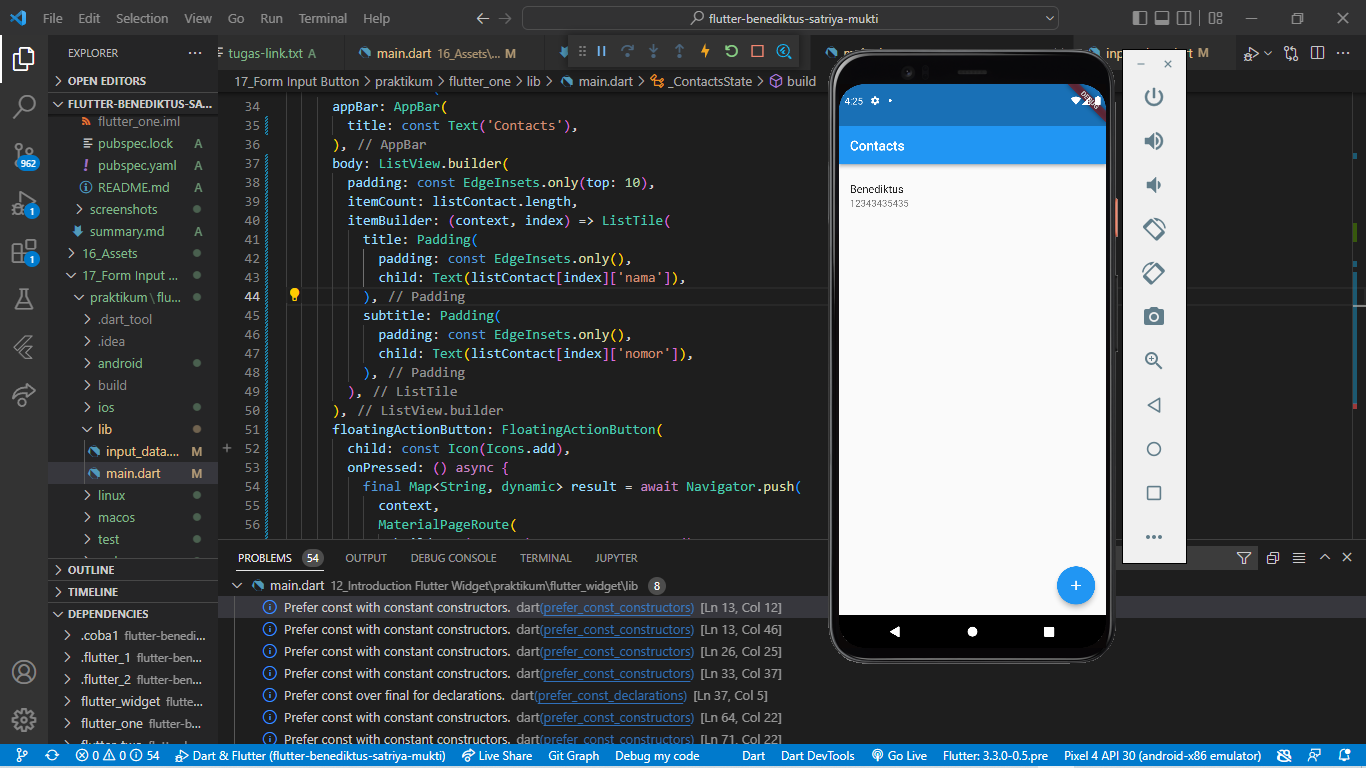 File Edit Selection View Go Run Terminal Help
flutter-benediktus-satriya-mukti
EXPLORER
tugas-link.txt A
main.dart 16_Assets\... M
M
17_Form Input Button > praktikum > flutter_one > lib > main.dart > _ContactsState > build
OPEN EDITORS
FLUTTER-BENEDIKTUS-SA...
flutter_one.iml
pubspec.lock A
pubspec.yaml A
README.md A
screenshots
summary.md A
16_Assets
17_Form Input ...
praktikum \ flu...
.dart_tool
.idea
android
build
ios
lib
input_data.... M
main.dart M
linux
macos
test
OUTLINE
TIMELINE
DEPENDENCIES
.coba1 flutter-benedi...
.flutter_1 flutter-ben...
.flutter_2 flutter-ben...
flutter_widget flutte...
flutter_one flutter-b...
962
1
1
34 appBar: AppBar(
35 title: const Text('Contacts'),
36 ), // AppBar
37 body: ListView.builder(
38 padding: const EdgeInsets.only(top: 10),
39 itemCount: listContact.length,
40 itemBuilder: (context, index) => ListTile(
41 title: Padding(
42 padding: const EdgeInsets.only(),
43 child: Text(listContact[index]['nama']),
44 ), // Padding
45 subtitle: Padding(
46 padding: const EdgeInsets.only(),
47 child: Text(listContact[index]['nomor']),
48 ), // Padding
49 ), // ListTile
50 ), // ListView.builder
51 floatingActionButton: FloatingActionButton(
52 child: const Icon(Icons.add),
53 onPressed: () async {
54 final Map<String, dynamic> result = await Navigator.push(
55 context,
56 MaterialPageRoute(
4:25
DEBUG
Contacts
Benediktus
12343435435
PROBLEMS 54 OUTPUT DEBUG CONSOLE TERMINAL JUPYTER
main.dart 12_Introduction Flutter Widget\praktikum\flutter_widget\lib 8
Prefer const with constant constructors. dart(prefer_const_constructors) [Ln 13, Col 12]
Prefer const with constant constructors. dart(prefer_const_constructors) [Ln 13, Col 46]
Prefer const with constant constructors. dart(prefer_const_constructors) [Ln 26, Col 25]
Prefer const with constant constructors. dart(prefer_const_constructors) [Ln 33, Col 37]
Prefer const over final for declarations. dart(prefer_const_declarations) [Ln 37, Col 5]
Prefer const with constant constructors. dart(prefer_const_constructors) [Ln 64, Col 22]
Prefer const with constant constructors. dart(prefer_const_constructors) [Ln 71, Col 22]
0 0 54 Dart & Flutter (flutter-benediktus-satriya-mukti) Live Share Git Graph Debug my code Dart Dart DevTools Go Live Flutter: 3.3.0-0.5.pre Pixel 4 API 30 (android-x86 emulator)